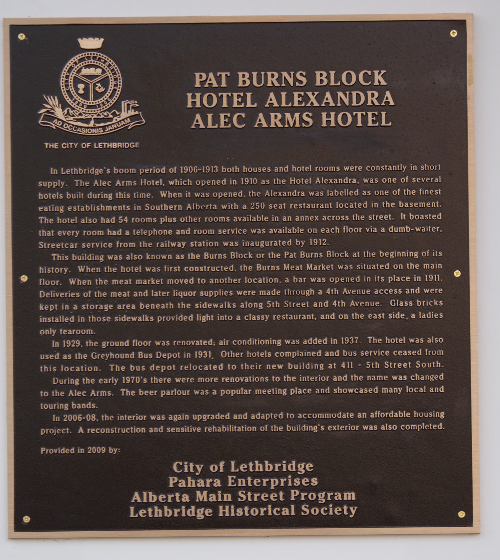 AD OCCASIONIS JANUAM
THE CITY OF LETHBRIDGE
PAT BURNS BLOCK
HOTEL ALEXANDRA
ALEC ARMS HOTEL
In Lethbridge's boom period of 1906-1913 both houses and hotel rooms were constantly in short
supply. The Alec Arms Hotel, which opened in 1910 as the Hotel Alexandra, was one of several
hotels built during this time. When it was opened, the Alexandra was labelled as one of the finest
eating establishments in Southern Alberta with a 250 seat restaurant located in the basement.
The hotel also had 54 rooms plus other rooms available in an annex across the street. It boasted
that every room had a telephone and room service was available on each floor via a dumb-waiter.
Streetcar service from the railway station was inaugurated by 1912.
This building was also known as the Burns Block or the Pat Burns Block at the beginning of its
history. When the hotel was first constructed, the Burns Meat Market was situated on the main
floor. When the meat market moved to another location, a bar was opened in its place in 1911.
Deliveries of the meat and later liquor supplies were made through a 4th Avenue access and were
kept in a storage area beneath the sidewalks along 5th Street and 4th Avenue. Glass bricks
installed in those sidewalks provided light into a classy restaurant, and on the east side, a ladies
only tearoom.
In 1929, the ground floor was renovated; air conditioning was added in 1937. The hotel was also
used as the Greyhound Bus Depot in 1931. Other hotels complained and bus service ceased from
this location. The bus depot relocated to their new building at 411 - 5th Street South.
During the early 1970's there were more renovations to the interior and the name was changed
to the Alec Arms. The beer parlour was a popular meeting place and showcased many local and
touring bands.
In 2006-08, the interior was again upgraded and adapted to accommodate an affordable housing
project. A reconstruction and sensitive rehabilitation of the building's exterior was also completed.
Provided in 2009 by:
City of Lethbridge
Pahara Enterprises
Alberta Main Street Program
Lethbridge Historical Society